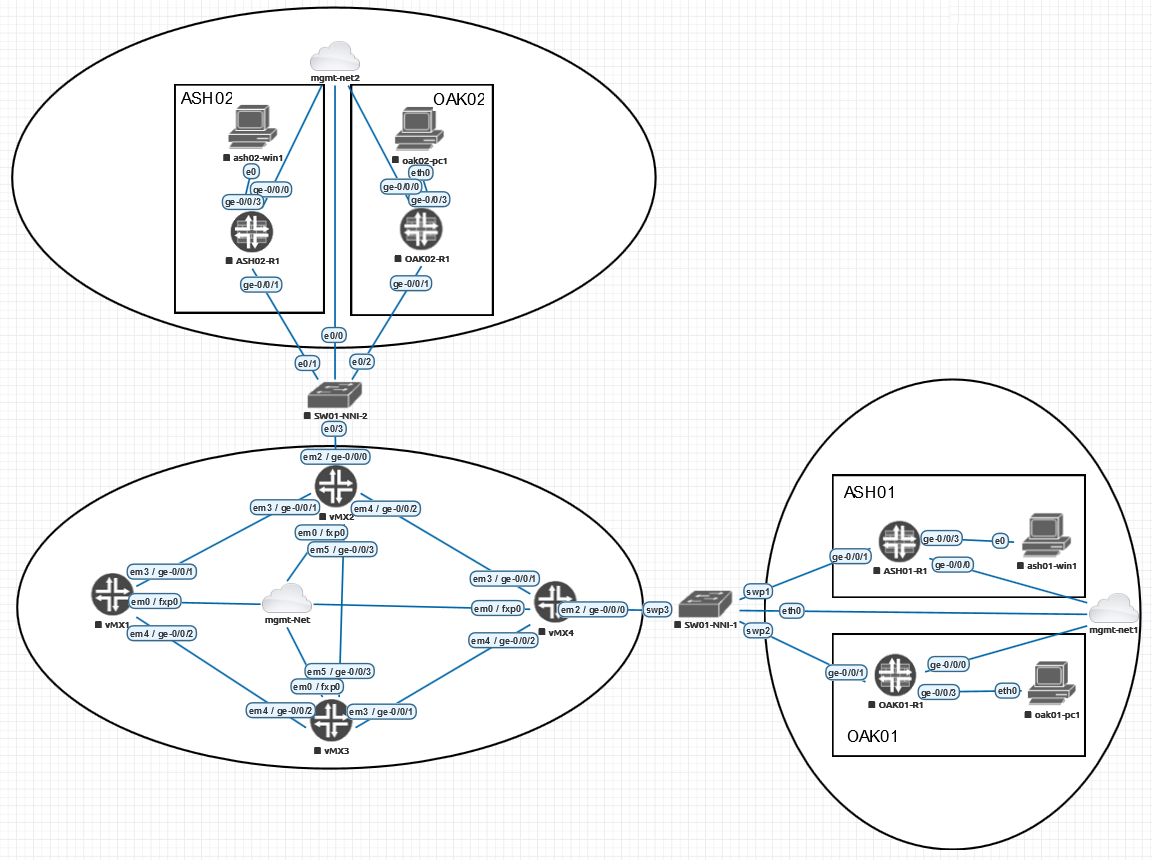 mgmt-net2
ASH02
OAK02
ash02-win1
oak02-pc1
e0
eth0
ge-0/0/0
ge-0/0/0
ge-0/0/3
ge-0/0/3
ASH02-R1
OAK02-R1
ge-0/0/1
ge-0/0/1
e0/0
e0/1
e0/2
SW01-NNI-2
e0/3
em2 / ge-0/0/0
vMX2
em3 / ge-0/0/1
em4 / ge-0/0/2
em0 / fxp0
em5 / ge-0/0/3
em3 / ge-0/0/1
em3 / ge-0/0/1
em0 / fxp0
em0 / fxp0
em2 / ge-0/0/0
vMX1
mgmt-Net
vMX4
em4 / ge-0/0/2
em4 / ge-0/0/2
em5 / ge-0/0/3
em0 / fxp0
em4 / ge-0/0/2
em3 / ge-0/0/1
vMX3
swp3
SW01-NNI-1
swp1
eth0
swp2
ASH01
ge-0/0/3
e0
ge-0/0/1
ge-0/0/0
ASH01-R1
ash01-win1
mgmt-net1
ge-0/0/0
ge-0/0/1
ge-0/0/3
eth0
OAK01-R1
oak01-pc1
OAK01